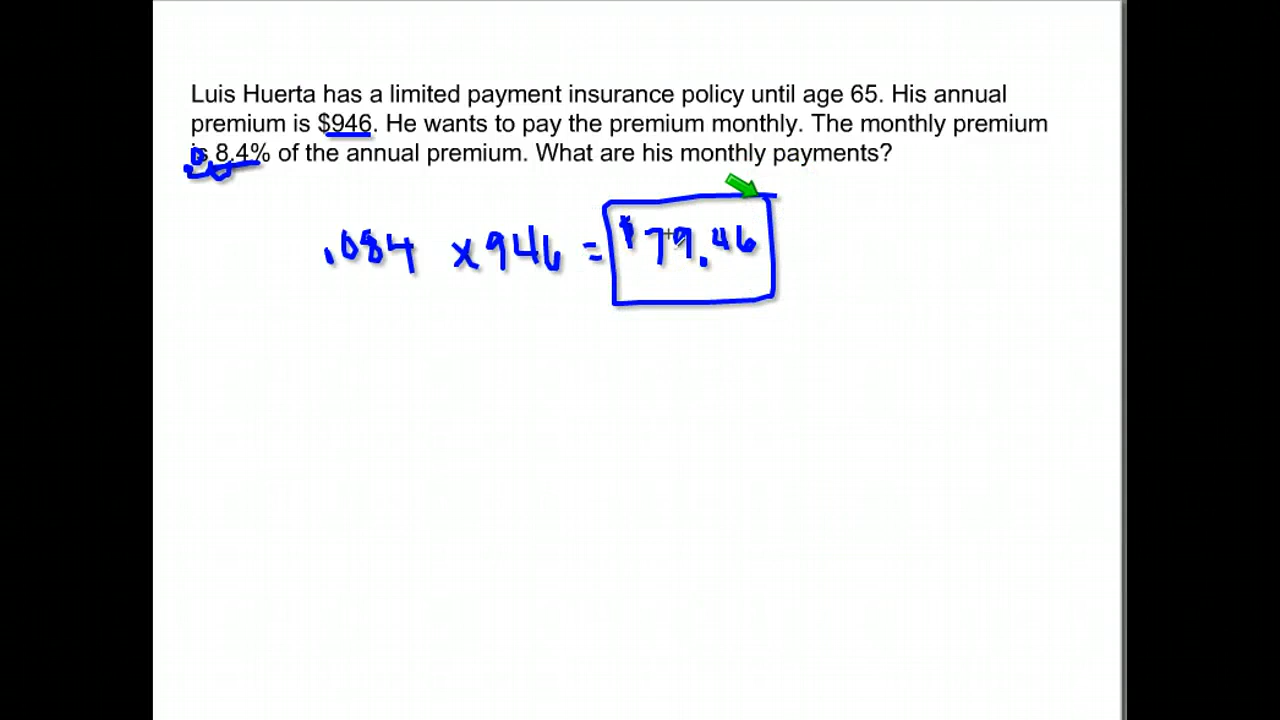 Luis Huerta has a limited payment insurance policy until age 65. His annual
premium is $946. He wants to pay the premium monthly. The monthly premium
is 8.4% of the annual premium. What are his monthly payments?
.084 x 946 = $79.46